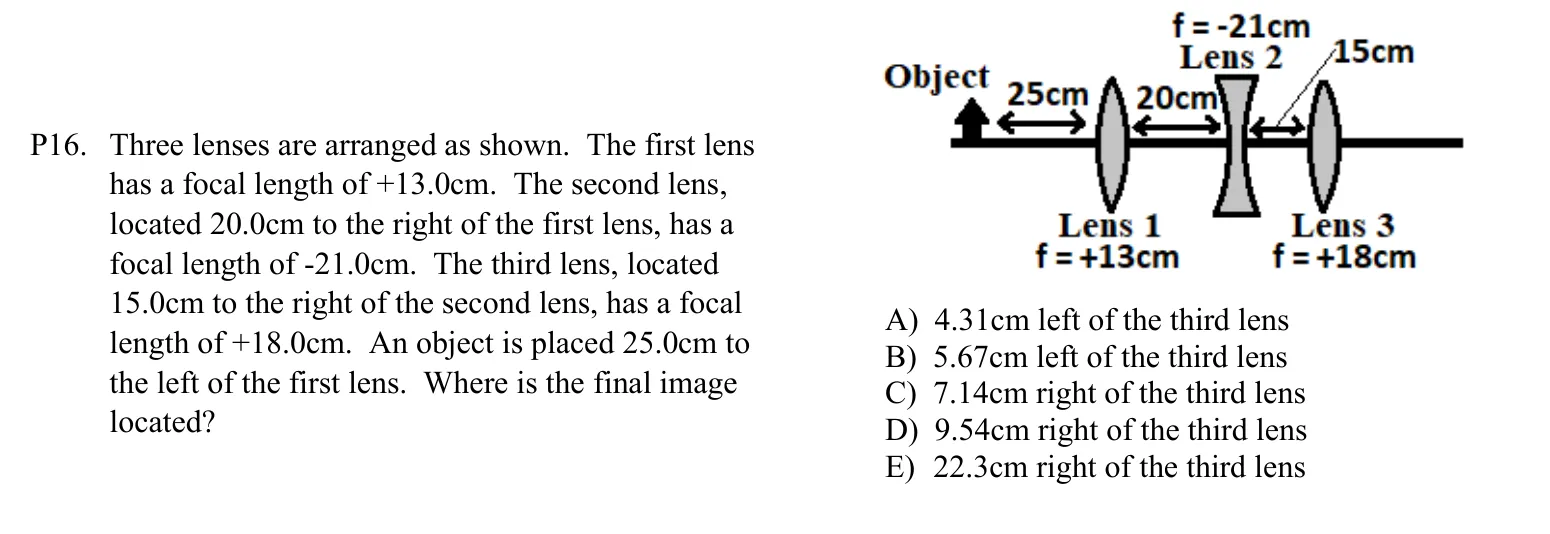 P16. Three lenses are arranged as shown. The first lens
has a focal length of +13.0cm. The second lens,
located 20.0cm to the right of the first lens, has a
focal length of -21.0cm. The third lens, located
15.0cm to the right of the second lens, has a focal
length of +18.0cm. An object is placed 25.0cm to
the left of the first lens. Where is the final image
located?
f = -21cm
Lens 2
15cm
Object
25cm
20cm
Lens 1
f = +13cm
Lens 3
f = +18cm
A) 4.31cm left of the third lens
B) 5.67cm left of the third lens
C) 7.14cm right of the third lens
D) 9.54cm right of the third lens
E) 22.3cm right of the third lens